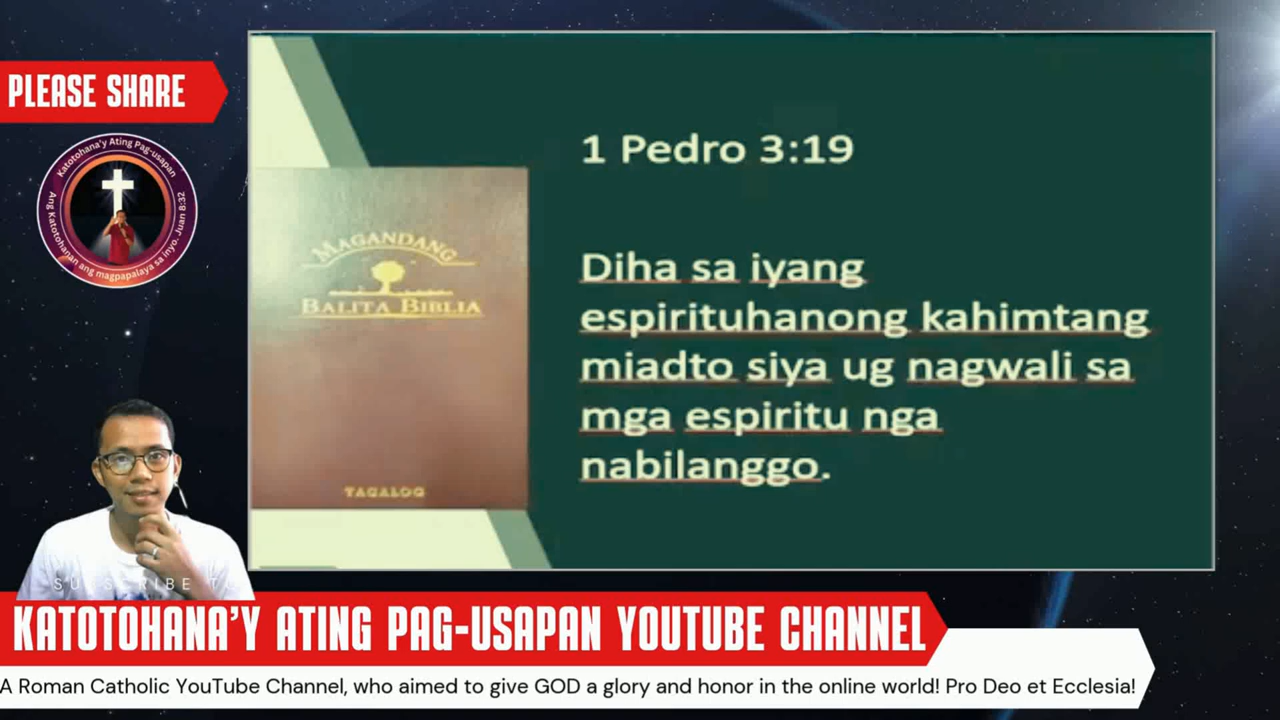 PLEASE SHARE
Katotohana'y Ating Pag-usapan
Ang Katotohanan ang magpapalaya sa inyo. Juan 8:32
1 Pedro 3:19
Diha sa iyang
espirituhanong kahimtang
miadto siya ug nagwali sa
mga espiritu nga
nabilanggo.
MAGANDANG
BALITA BIBLIA
TAGALOG
KATOTOHANA'Y ATING PAG-USAPAN YOUTUBE CHANNEL
A Roman Catholic YouTube Channel, who aimed to give GOD a glory and honor in the online world! Pro Deo et Ecclesia!